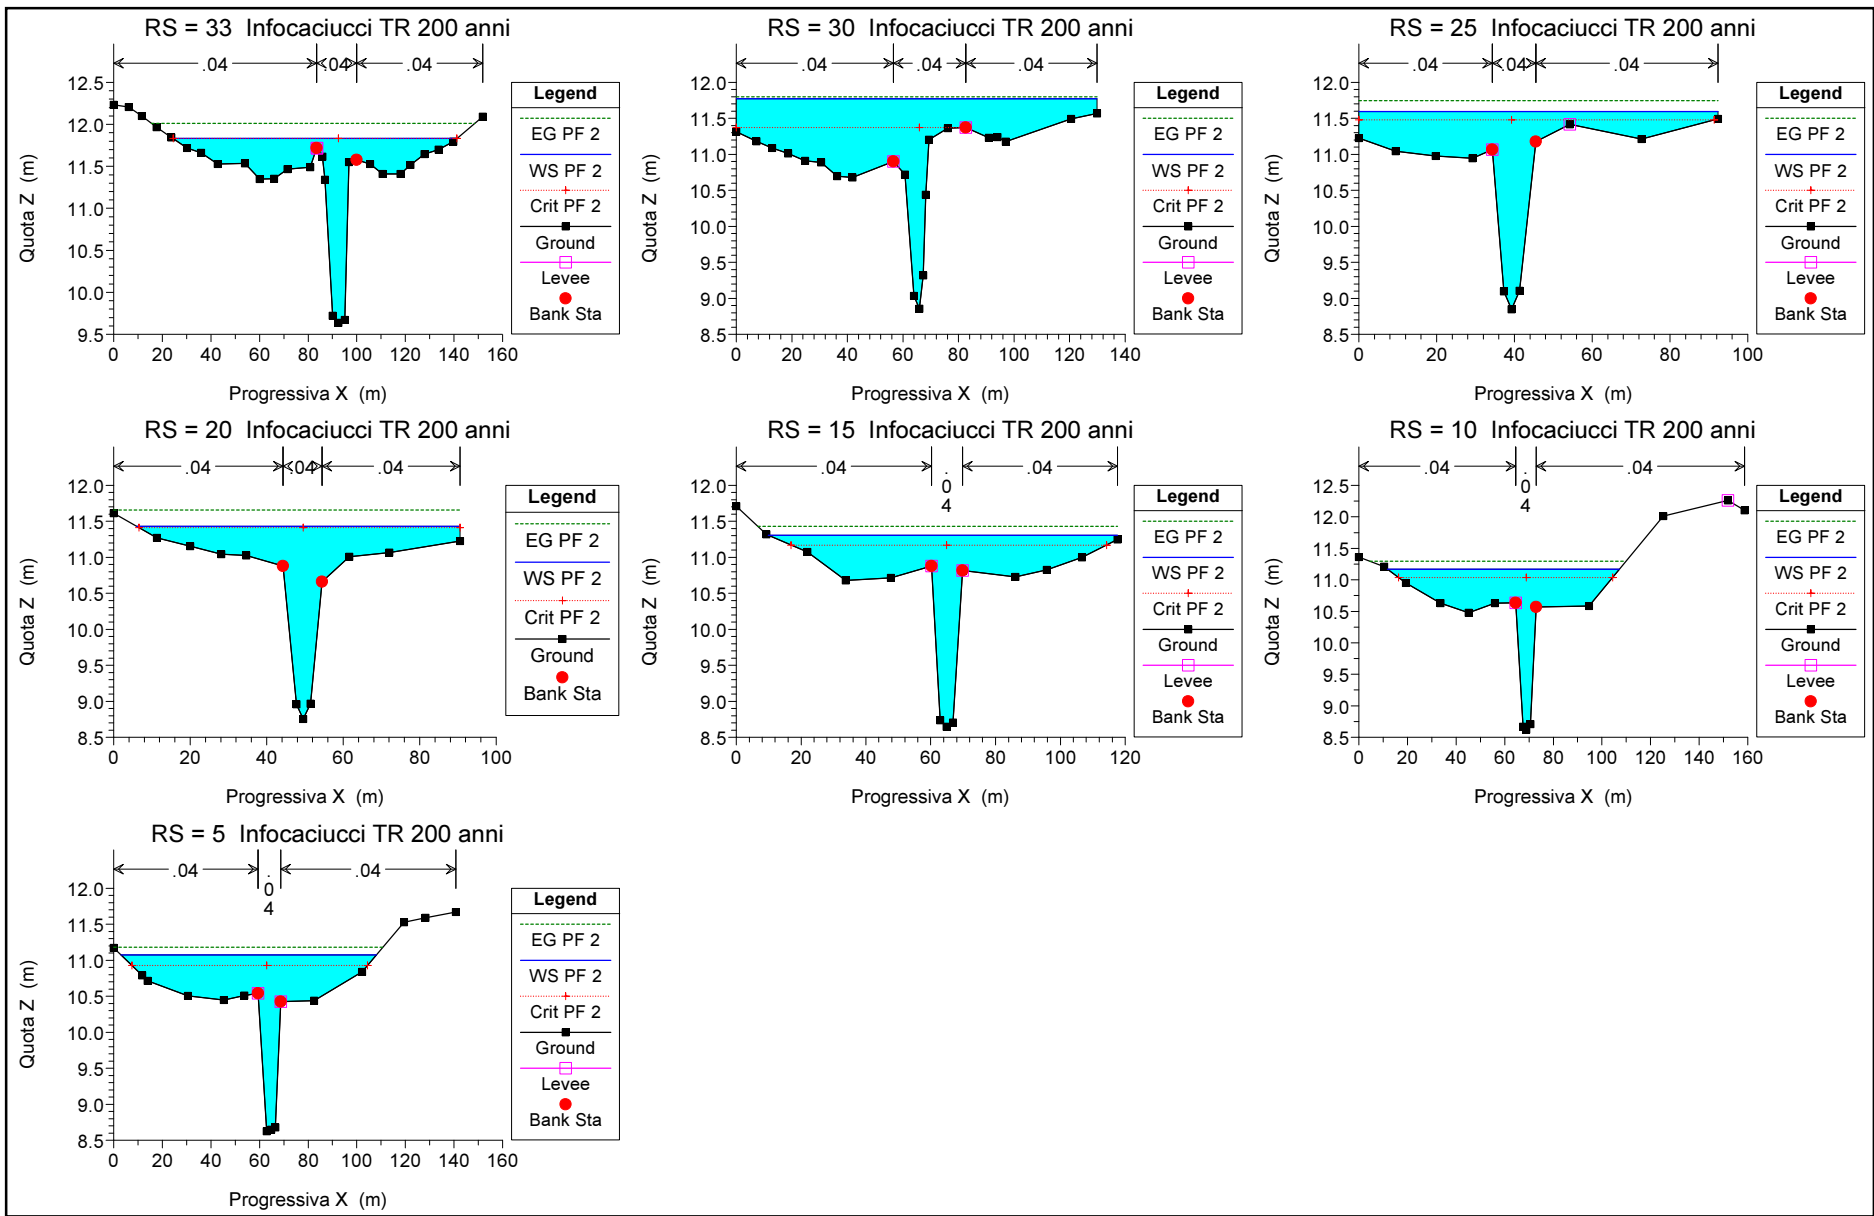 RS = 33 Infocaciucci TR 200 anni
.04
.04
.04
12.5
12.0
11.5
11.0
10.5
10.0
9.5
0
20
40
60
80
100
120
140
160
Quota Z (m)
Progressiva X (m)
Legend
EG PF 2
WS PF 2
Crit PF 2
Ground
Levee
Bank Sta
RS = 30 Infocaciucci TR 200 anni
.04
.04
.04
12.0
11.5
11.0
10.5
10.0
9.5
9.0
8.5
0
20
40
60
80
100
120
140
Quota Z (m)
Progressiva X (m)
Legend
EG PF 2
WS PF 2
Crit PF 2
Ground
Levee
Bank Sta
RS = 25 Infocaciucci TR 200 anni
.04
.04
.04
12.0
11.5
11.0
10.5
10.0
9.5
9.0
8.5
0
20
40
60
80
100
Quota Z (m)
Progressiva X (m)
Legend
EG PF 2
WS PF 2
Crit PF 2
Ground
Levee
Bank Sta
RS = 20 Infocaciucci TR 200 anni
.04
.04
.04
12.0
11.5
11.0
10.5
10.0
9.5
9.0
8.5
0
20
40
60
80
100
Quota Z (m)
Progressiva X (m)
Legend
EG PF 2
WS PF 2
Crit PF 2
Ground
Bank Sta
RS = 15 Infocaciucci TR 200 anni
.04
.
0
4
.04
12.0
11.5
11.0
10.5
10.0
9.5
9.0
8.5
0
20
40
60
80
100
120
Quota Z (m)
Progressiva X (m)
Legend
EG PF 2
WS PF 2
Crit PF 2
Ground
Levee
Bank Sta
RS = 10 Infocaciucci TR 200 anni
.04
.
0
4
.04
12.5
12.0
11.5
11.0
10.5
10.0
9.5
9.0
8.5
0
20
40
60
80
100
120
140
160
Quota Z (m)
Progressiva X (m)
Legend
EG PF 2
WS PF 2
Crit PF 2
Ground
Levee
Bank Sta
RS = 5 Infocaciucci TR 200 anni
.04
.
0
4
.04
12.0
11.5
11.0
10.5
10.0
9.5
9.0
8.5
0
20
40
60
80
100
120
140
160
Quota Z (m)
Progressiva X (m)
Legend
EG PF 2
WS PF 2
Crit PF 2
Ground
Levee
Bank Sta